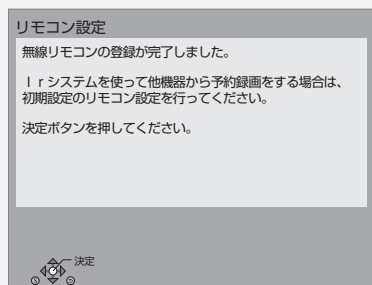 リモコン設定
無線リモコンの登録が完了しました。
Ｉｒシステムを使って他機器から予約録画をする場合は、
初期設定のリモコン設定を行ってください。
決定ボタンを押してください。
決定